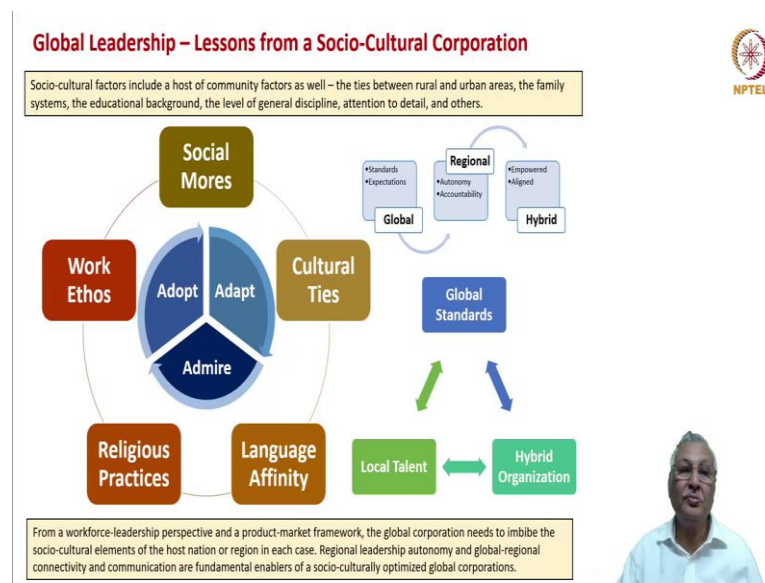 Global Leadership – Lessons from a Socio-Cultural Corporation
NPTEL
Socio-cultural factors include a host of community factors as well – the ties between rural and urban areas, the family
systems, the educational background, the level of general discipline, attention to detail, and others.
Social
Mores
Work
Ethos
Cultural
Ties
Adopt
Adapt
Admire
Religious
Practices
Language
Affinity
•Standards
•Expectations
Global
Regional
•Autonomy
•Accountability
•Empowered
•Aligned
Hybrid
Global
Standards
Local Talent
Hybrid
Organization
From a workforce-leadership perspective and a product-market framework, the global corporation needs to imbibe the
socio-cultural elements of the host nation or region in each case. Regional leadership autonomy and global-regional
connectivity and communication are fundamental enablers of a socio-culturally optimized global corporations.